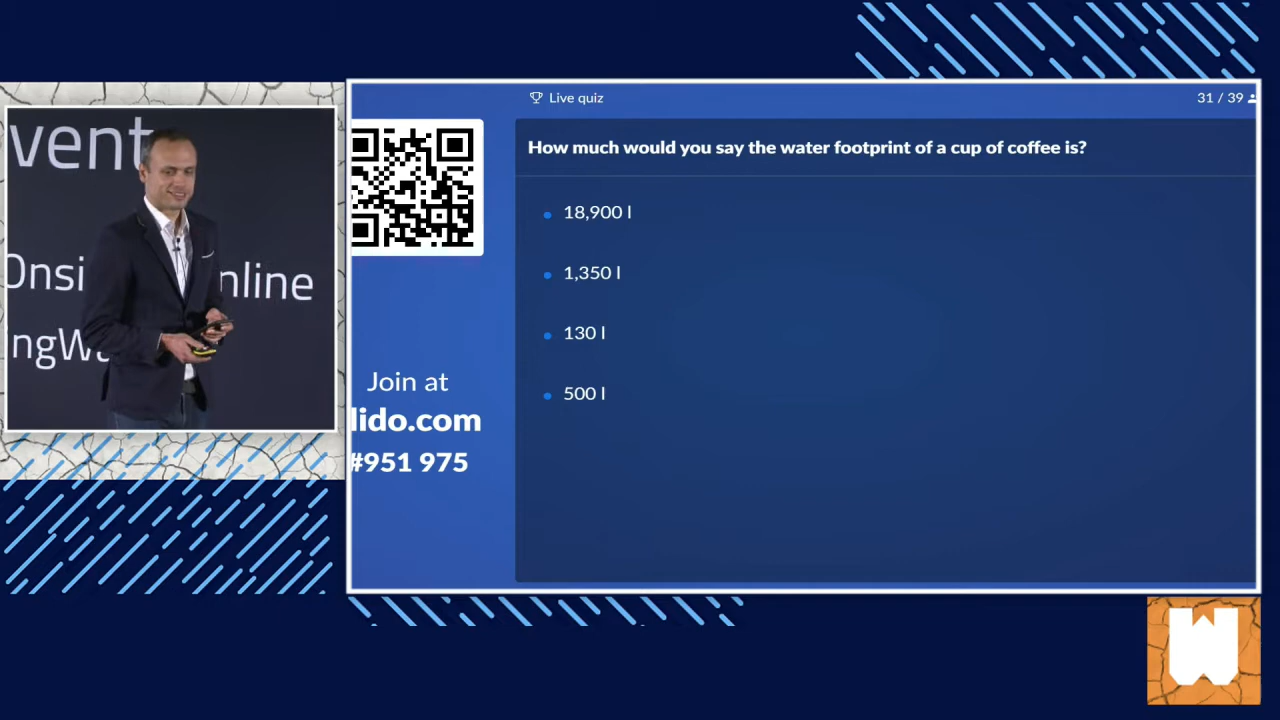 vent
Onsi nline
ngWa
Live quiz
31 / 39
How much would you say the water footprint of a cup of coffee is?
18,900 l
1,350 l
130 l
500 l
Join at
lido.com
#951 975
W